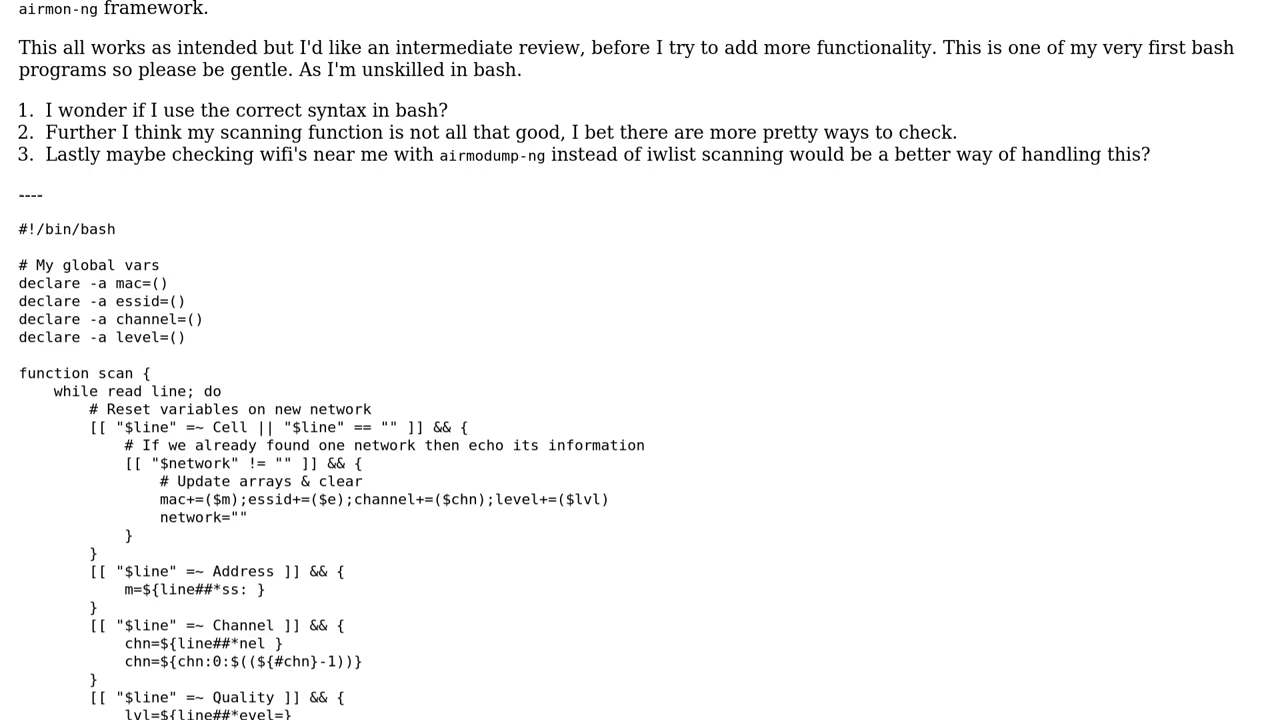 airmon-ng framework.
This all works as intended but I'd like an intermediate review, before I try to add more functionality. This is one of my very first bash
programs so please be gentle. As I'm unskilled in bash.
1. I wonder if I use the correct syntax in bash?
2. Further I think my scanning function is not all that good, I bet there are more pretty ways to check.
3. Lastly maybe checking wifi's near me with airmodump-ng instead of iwlist scanning would be a better way of handling this?
----
#!/bin/bash
# My global vars
declare -a mac=()
declare -a essid=()
declare -a channel=()
declare -a level=()
function scan {
    while read line; do
        # Reset variables on new network
        [[ "$line" =~ Cell || "$line" == "" ]] && {
            # If we already found one network then echo its information
            [[ "$network" != "" ]] && {
                # Update arrays & clear
                mac+=($m);essid+=($e);channel+=($chn);level+=($lvl)
                network=""
            }
        }
        [[ "$line" =~ Address ]] && {
            m=${line##*ss: }
        }
        [[ "$line" =~ Channel ]] && {
            chn=${line##*nel }
            chn=${chn:0:$((${#chn}-1))}
        }
        [[ "$line" =~ Quality ]] && {
            lvl=${line##*evel=}